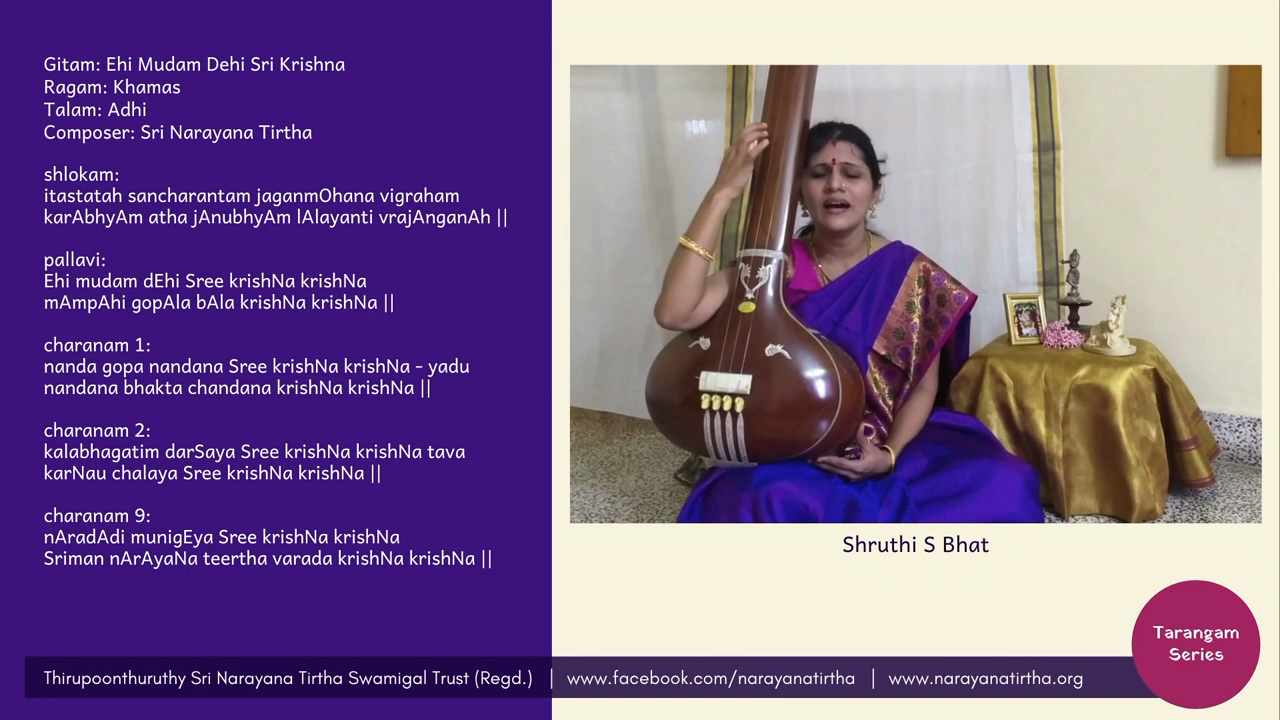 Gitam: Ehi Mudam Dehi Sri Krishna
Ragam: Khamas
Talam: Adhi
Composer: Sri Narayana Tirtha
shlokam:
itastatah sancharantam jaganmOhana vigraham
karAbhyAm atha jAnubhyAm lAlayanti vrajAnganAh ||
pallavi:
Ehi mudam dEhi Sree krishNa krishNa
mAmpAhi gopAla bAla krishNa krishNa ||
charanam 1:
nanda gopa nandana Sree krishNa krishNa - yadu
nandana bhakta chandana krishNa krishNa ||
charanam 2:
kalabhagatim darSaya Sree krishNa krishNa tava
karNau chalaya Sree krishNa krishNa ||
charanam 9:
nAradAdi munigEya Sree krishNa krishNa
Sriman nArAyaNa teertha varada krishNa krishNa ||
Shruthi S Bhat
Tarangam
Series
Thirupoonthuruthy Sri Narayana Tirtha Swamigal Trust (Regd.) | www.facebook.com/narayanatirtha | www.narayanatirtha.org